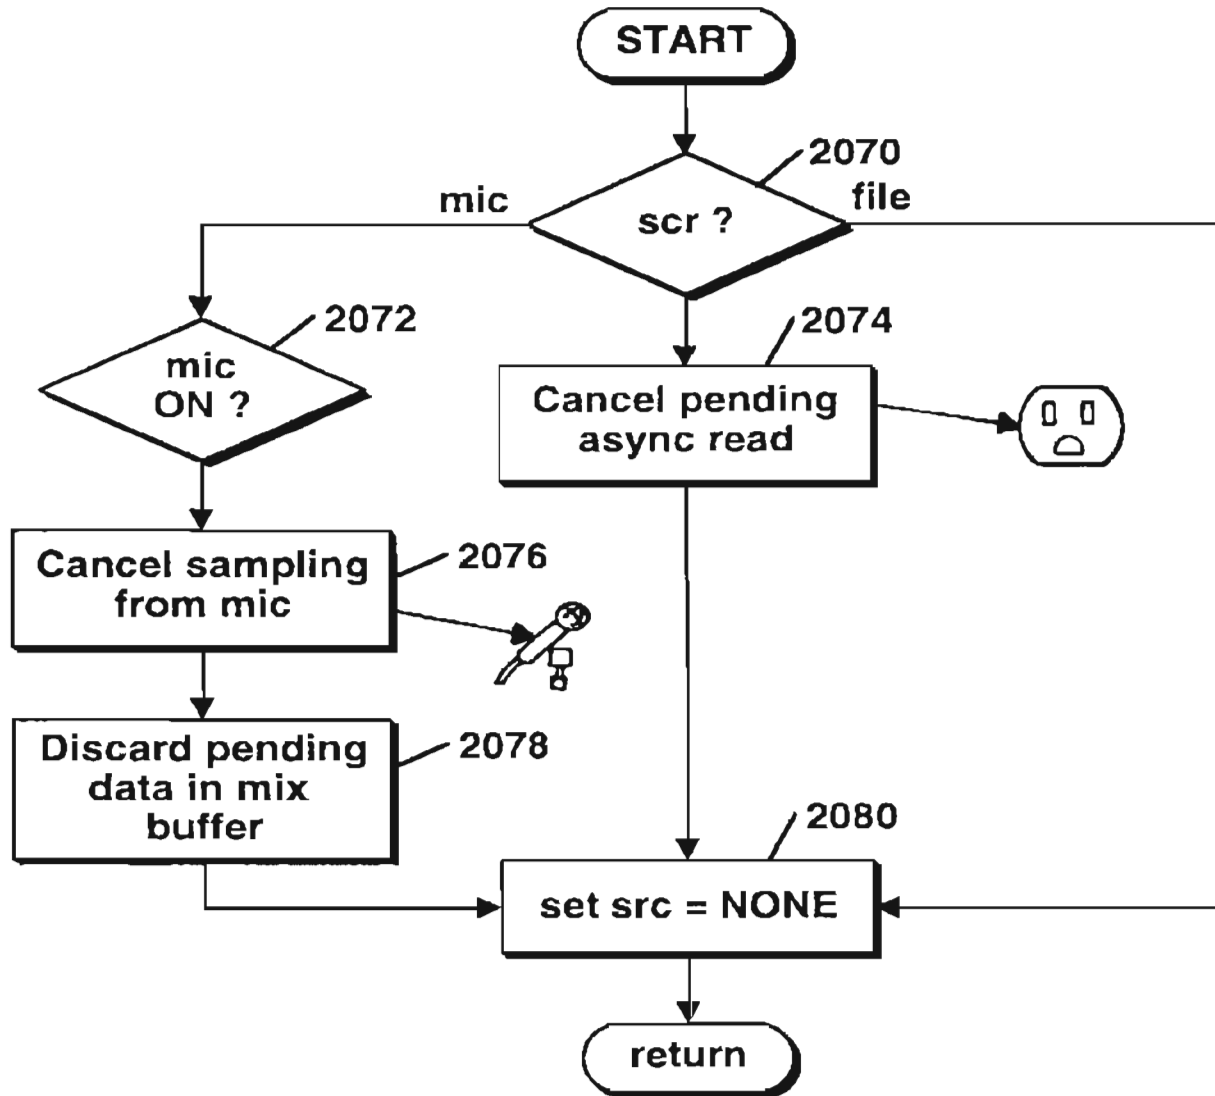 START
2070
mic
file
scr ?
2072
2074
mic
ON ?
Cancel pending
async read
2076
Cancel sampling
from mic
2078
Discard pending
data in mix
buffer
2080
set src = NONE
return